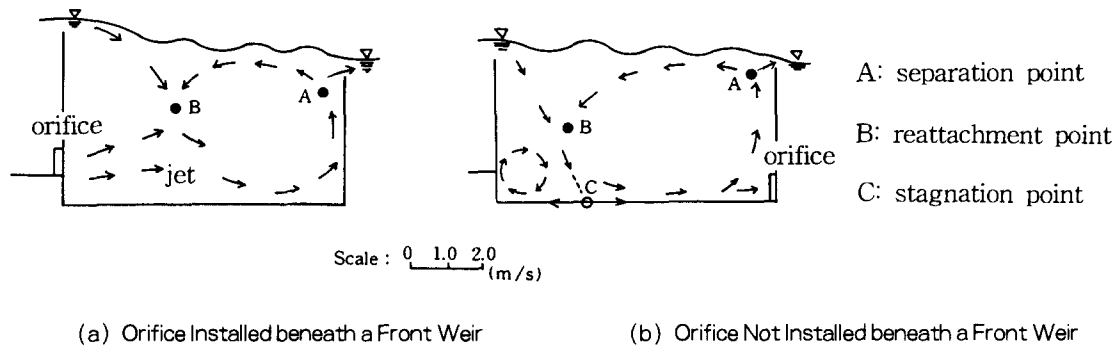 B
A
orifice
jet
B
A
orifice
C
A: separation point
B: reattachment point
C: stagnation point
Scale : 0 1.0 2.0
(m/s)
(a) Orifice Installed beneath a Front Weir
(b) Orifice Not Installed beneath a Front Weir